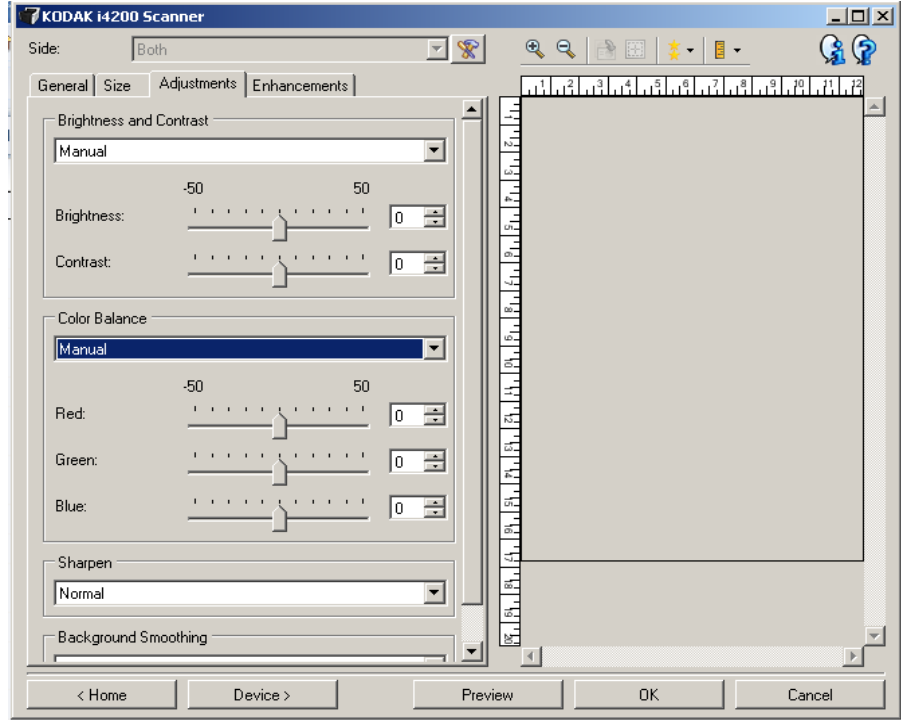 KODAK i4200 Scanner
Side: Both
General Size Adjustments Enhancements
Brightness and Contrast
Manual
-50 50
Brightness: 0
Contrast: 0
Color Balance
Manual
-50 50
Red: 0
Green: 0
Blue: 0
Sharpen
Normal
Background Smoothing
1 2 3 4 5 6 7 8 9 10 11 12
1 2 3 4 5 6 7 8 9 10 11 12 13 14 15 16 17 18 19 20
< Home Device > Preview OK Cancel